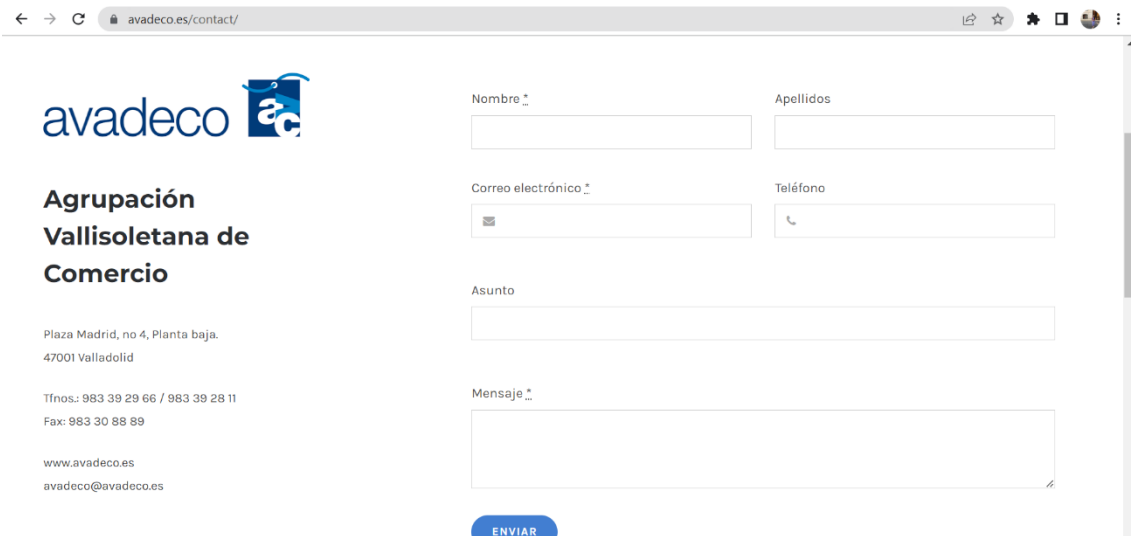 avadeco.es/contact/
avadeco
Agrupación
Vallisoletana de
Comercio
Plaza Madrid, no 4, Planta baja.
47001 Valladolid
Tfnos.: 983 39 29 66 / 983 39 28 11
Fax: 983 30 88 89
www.avadeco.es
avadeco@avadeco.es
Nombre *
Apellidos
Correo electrónico *
Teléfono
Asunto
Mensaje *
ENVIAR